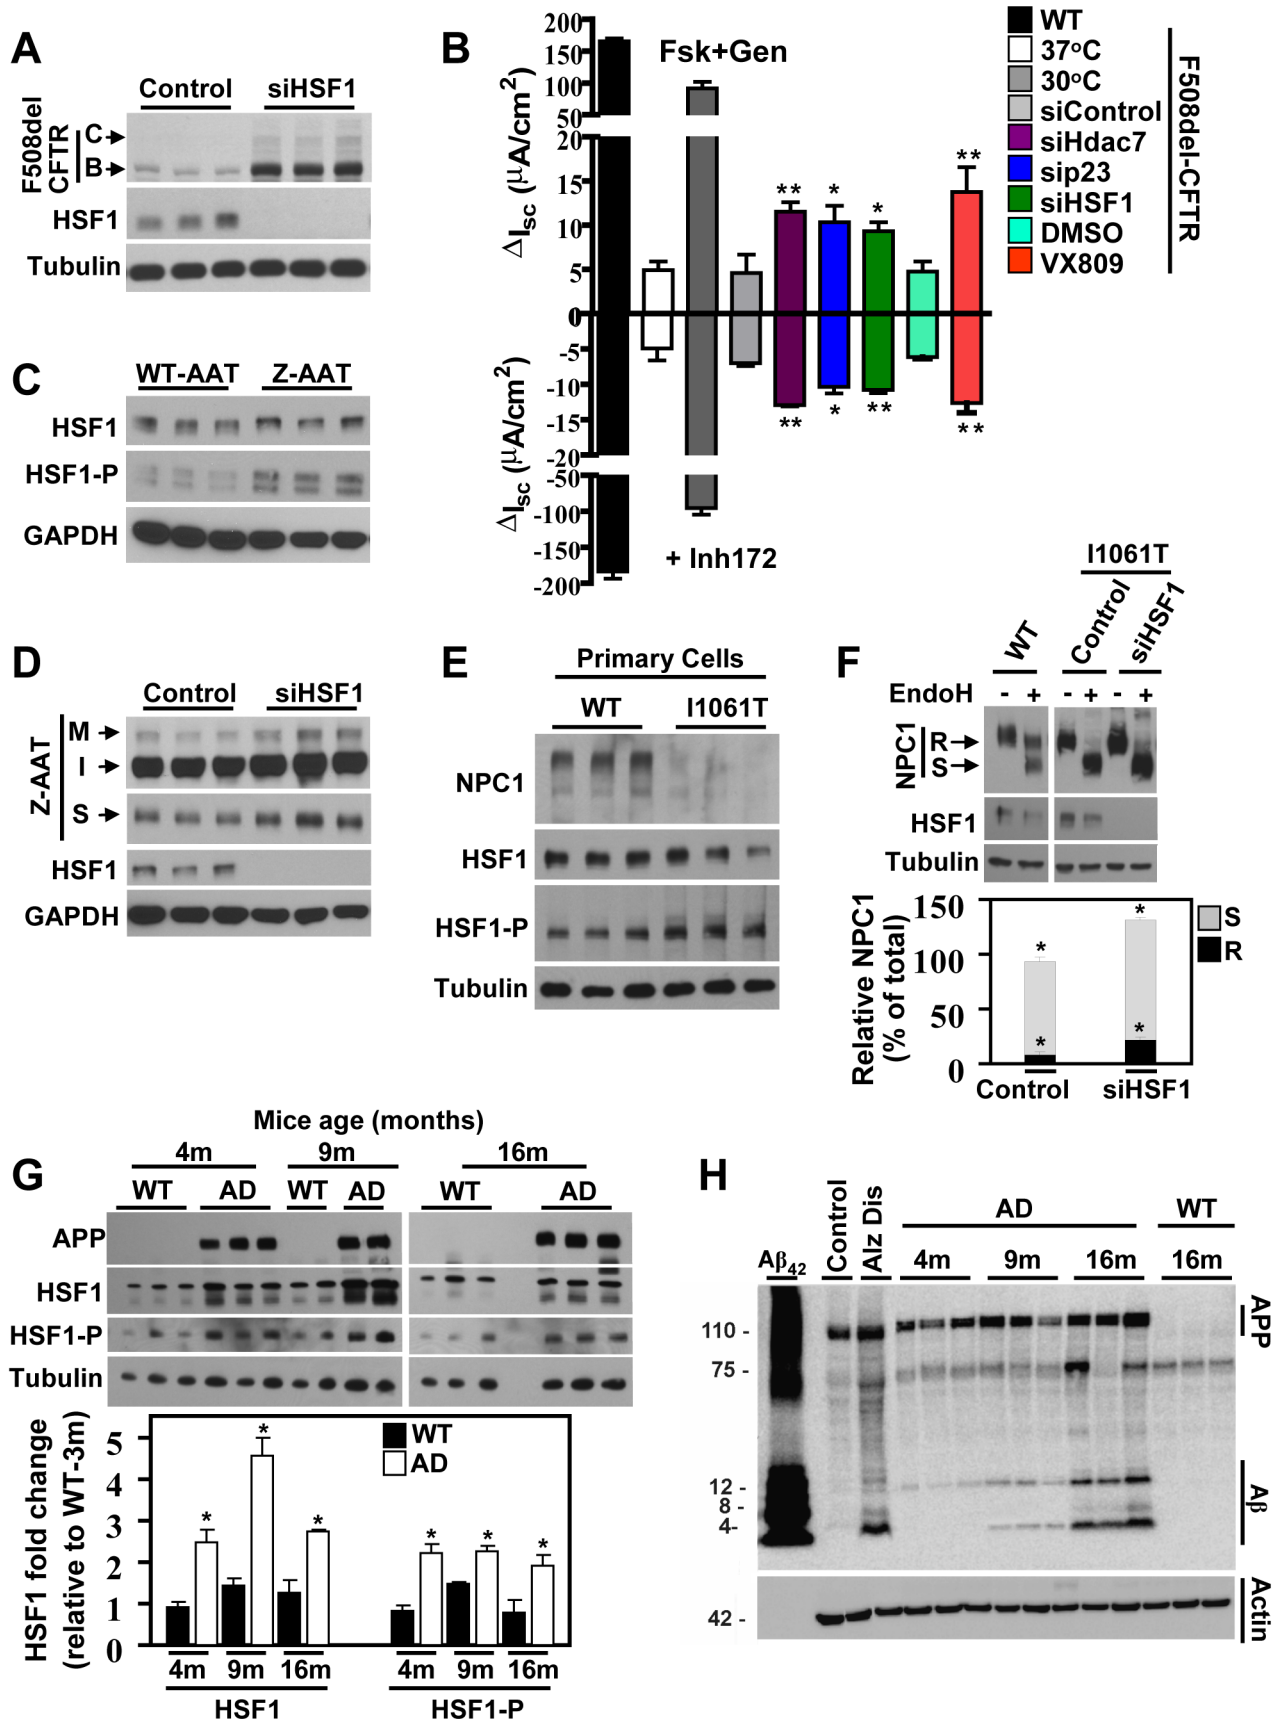 A
Control siHSF1
F508del
CFTR
C
B
HSF1
Tubulin
B
200
150
100
50
20
15
10
5
0
-5
-10
-15
-20
-50
-100
-150
-200
ΔIsc (μA/cm2)
ΔIsc (μA/cm2)
Fsk+Gen
+ Inh172
** * * **
** * ** **
WT
37oC
30oC
siControl
siHdac7
sip23
siHSF1
DMSO
VX809
F508del-CFTR
C
WT-AAT Z-AAT
HSF1
HSF1-P
GAPDH
D
Control siHSF1
Z-AAT
M
I
S
HSF1
GAPDH
E
Primary Cells
WT I1061T
NPC1
HSF1
HSF1-P
Tubulin
F
I1061T
WT Control siHSF1
EndoH - + - + - +
NPC1
R
S
HSF1
Tubulin
150
100
50
0
Relative NPC1
(% of total)
* *
* *
S
R
Control siHSF1
G
Mice age (months)
4m 9m 16m
WT AD WT AD WT AD
APP
HSF1
HSF1-P
Tubulin
HSF1 fold change
(relative to WT-3m)
5
4
3
2
1
0
* * * * * *
WT
AD
4m 9m 16m 4m 9m 16m
HSF1 HSF1-P
H
Aβ42 Control Alz Dis
AD WT
4m 9m 16m 16m
110 -
75 -
12 -
8 -
4-
42 -
APP
Aβ
Actin